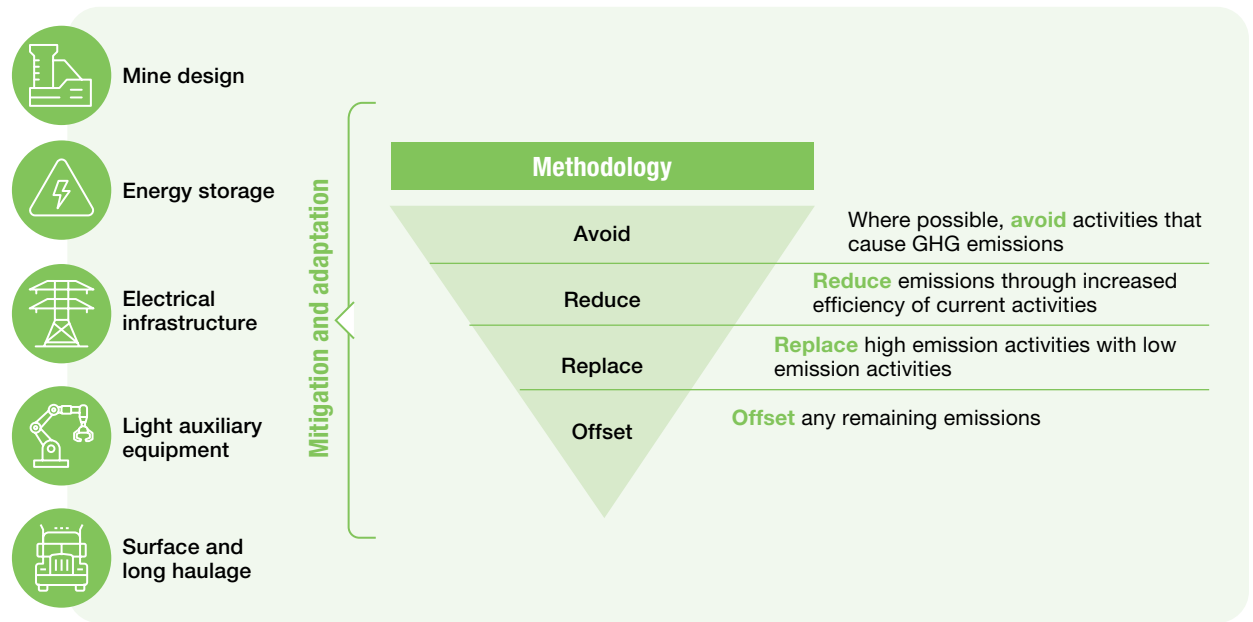 Mine design
Energy storage
Electrical
infrastructure
Light auxiliary
equipment
Surface and
long haulage
Mitigation and adaptation
Methodology
Avoid
Where possible, avoid activities that
cause GHG emissions
Reduce
Reduce emissions through increased
efficiency of current activities
Replace
Replace high emission activities with low
emission activities
Offset
Offset any remaining emissions